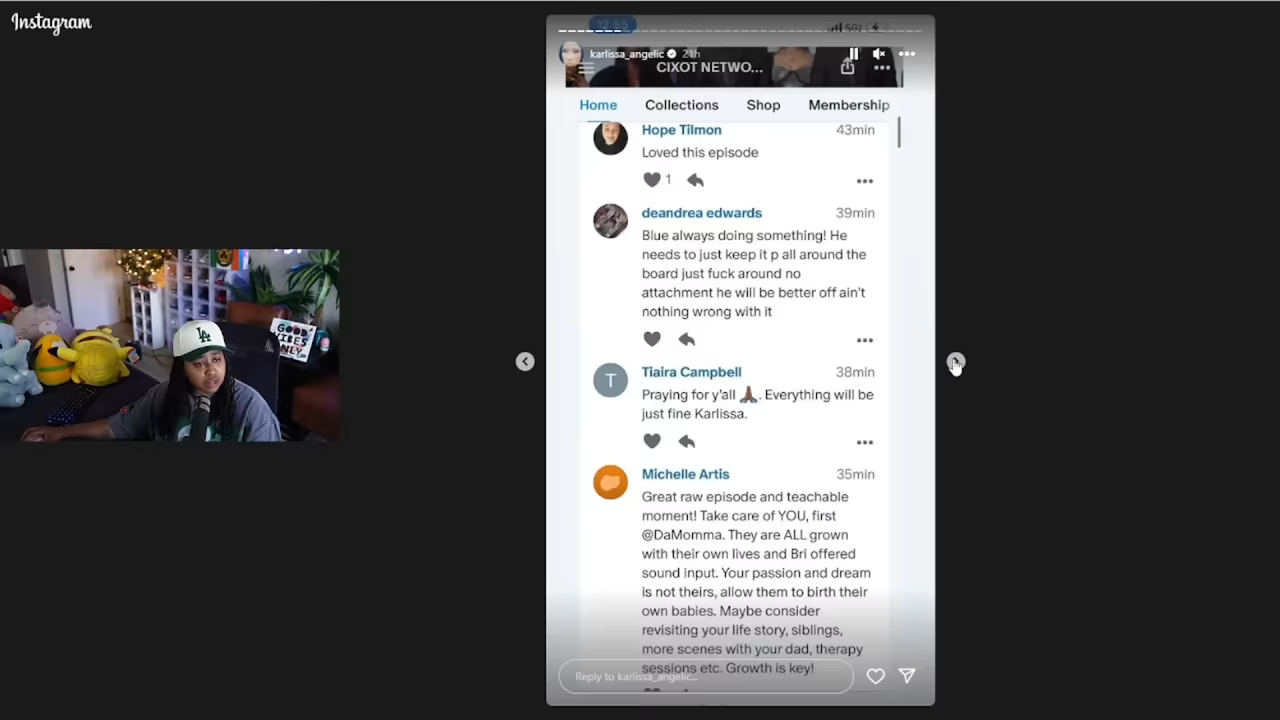 Instagram
12:55
karlissa_angelic 21h
CIXOT NETWO...
Home Collections Shop Membership
Hope Tilmon 43min
Loved this episode
1
deandrea edwards 39min
Blue always doing something! He
needs to just keep it p all around the
board just fuck around no
attachment he will be better off ain't
nothing wrong with it
T
Tiaira Campbell 38min
Praying for y'all 🙏🏾. Everything will be
just fine Karlissa.
Michelle Artis 35min
Great raw episode and teachable
moment! Take care of YOU, first
@DaMomma. They are ALL grown
with their own lives and Bri offered
sound input. Your passion and dream
is not theirs, allow them to birth their
own babies. Maybe consider
revisiting your life story, siblings,
more scenes with your dad, therapy
sessions etc. Growth is key!
Reply to karlissa_angelic...
LA
GOOD
VIBES
ONLY